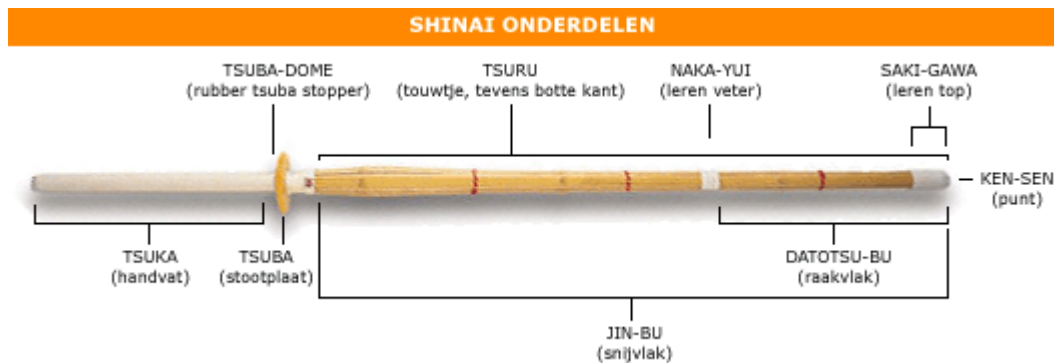 SHINAI ONDERDELEN
TSUBA-DOME
(rubber tsuba stopper)
TSURU
(touwtje, tevens botte kant)
NAKA-YUI
(leren veter)
SAKI-GAWA
(leren top)
KEN-SEN
(punt)
TSUKA
(handvat)
TSUBA
(stootplaat)
DATOTSU-BU
(raakvlak)
JIN-BU
(snijvlak)